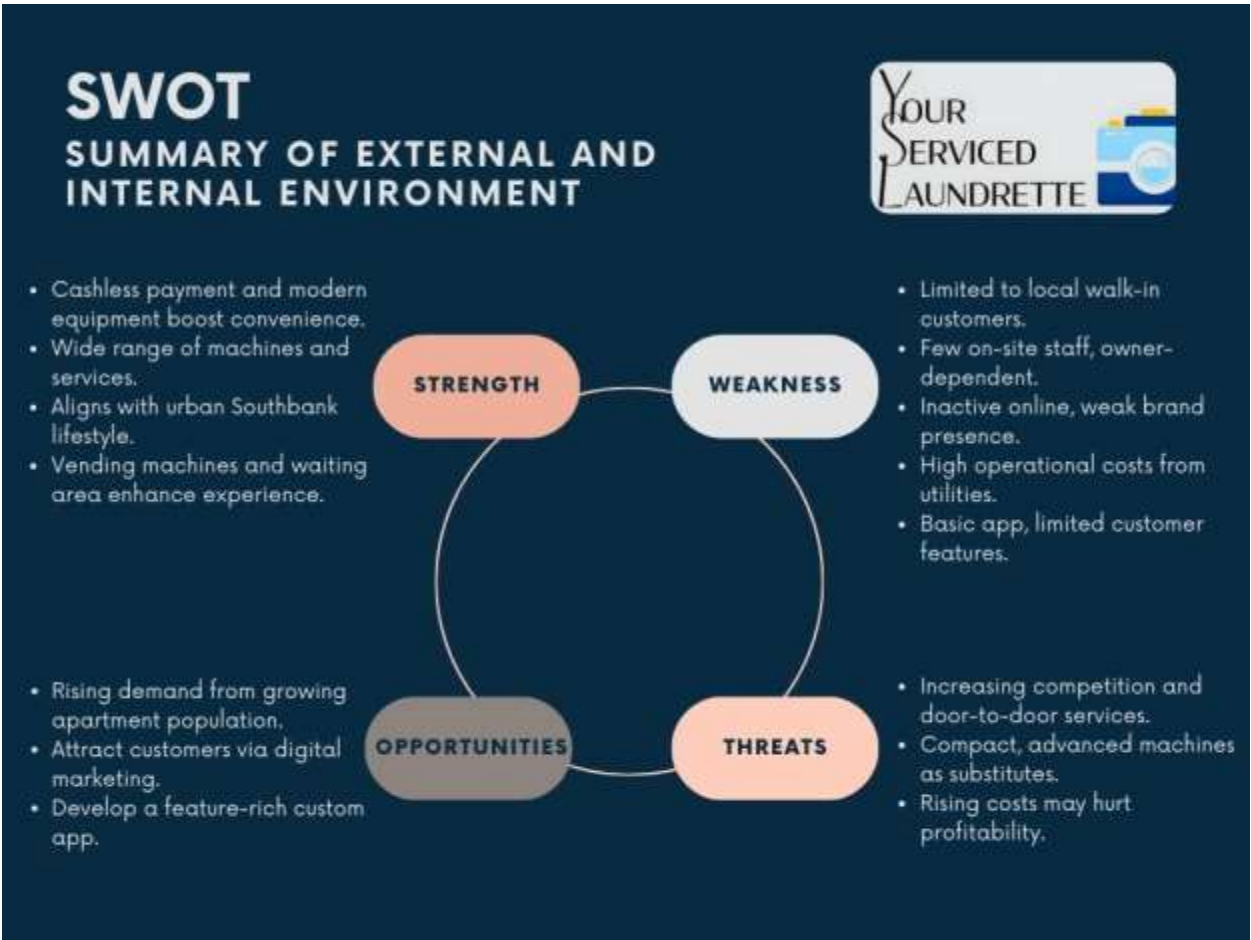 SWOT
SUMMARY OF EXTERNAL AND
INTERNAL ENVIRONMENT
YOUR
SERVICED
LAUNDRETTE
• Cashless payment and modern
equipment boost convenience.
• Wide range of machines and
services.
• Aligns with urban Southbank
lifestyle.
• Vending machines and waiting
area enhance experience.
STRENGTH
WEAKNESS
• Limited to local walk-in
customers.
• Few on-site staff, owner-
dependent.
• Inactive online, weak brand
presence.
• High operational costs from
utilities.
• Basic app, limited customer
features.
• Rising demand from growing
apartment population.
• Attract customers via digital
marketing.
• Develop a feature-rich custom
app.
OPPORTUNITIES
THREATS
• Increasing competition and
door-to-door services.
• Compact, advanced machines
as substitutes.
• Rising costs may hurt
profitability.